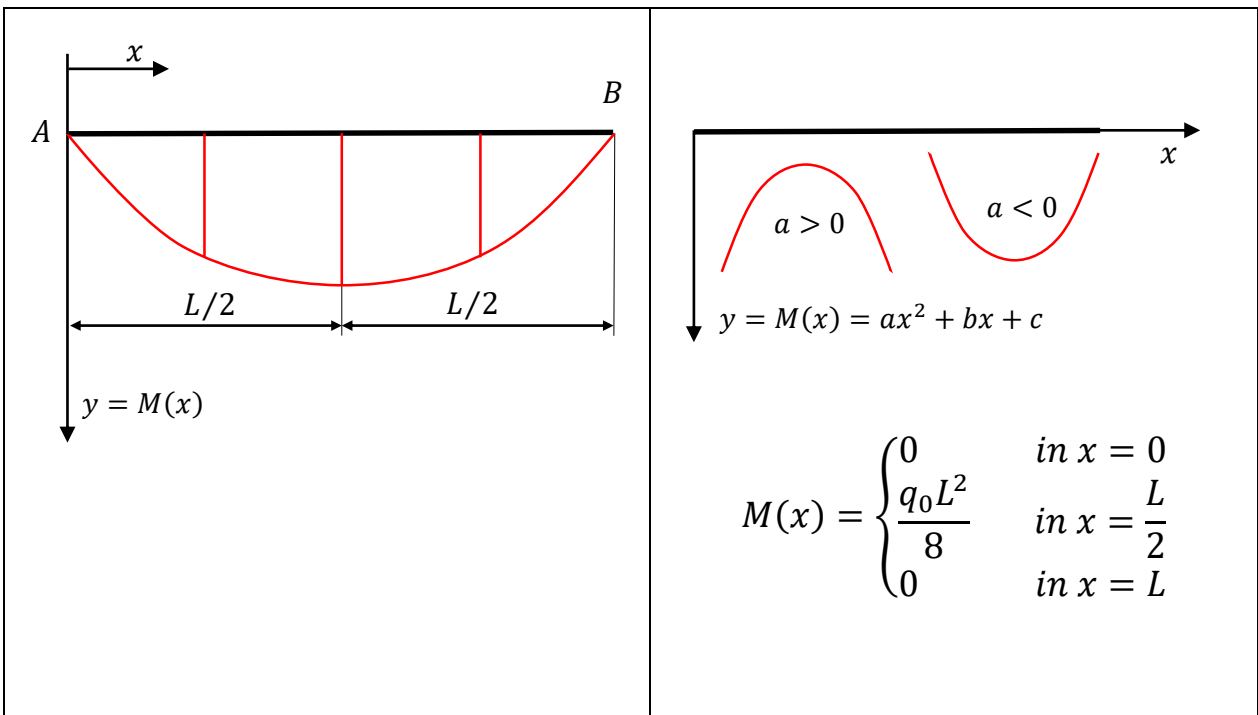 x
B
A
L/2
L/2
y = M(x)
x
a > 0
a < 0
y = M(x) = ax² + bx + c
M(x) = {
0 in x = 0
q₀L²/8 in x = L/2
0 in x = L